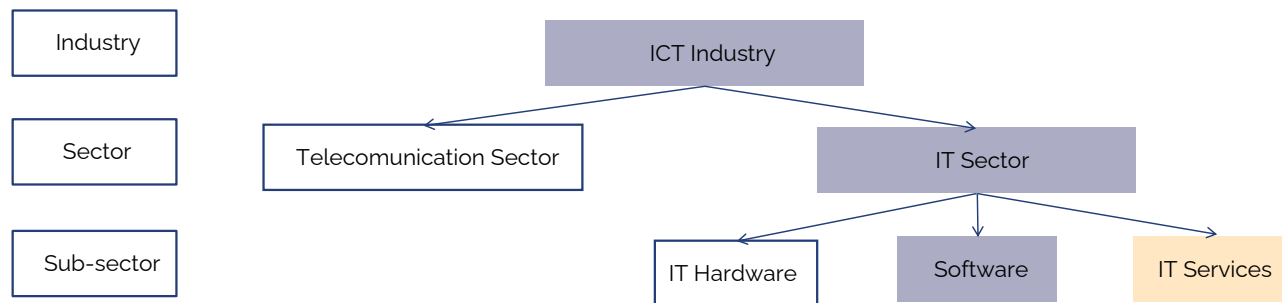 Industry
ICT Industry
Sector
Telecomunication Sector
IT Sector
Sub-sector
IT Hardware
Software
IT Services